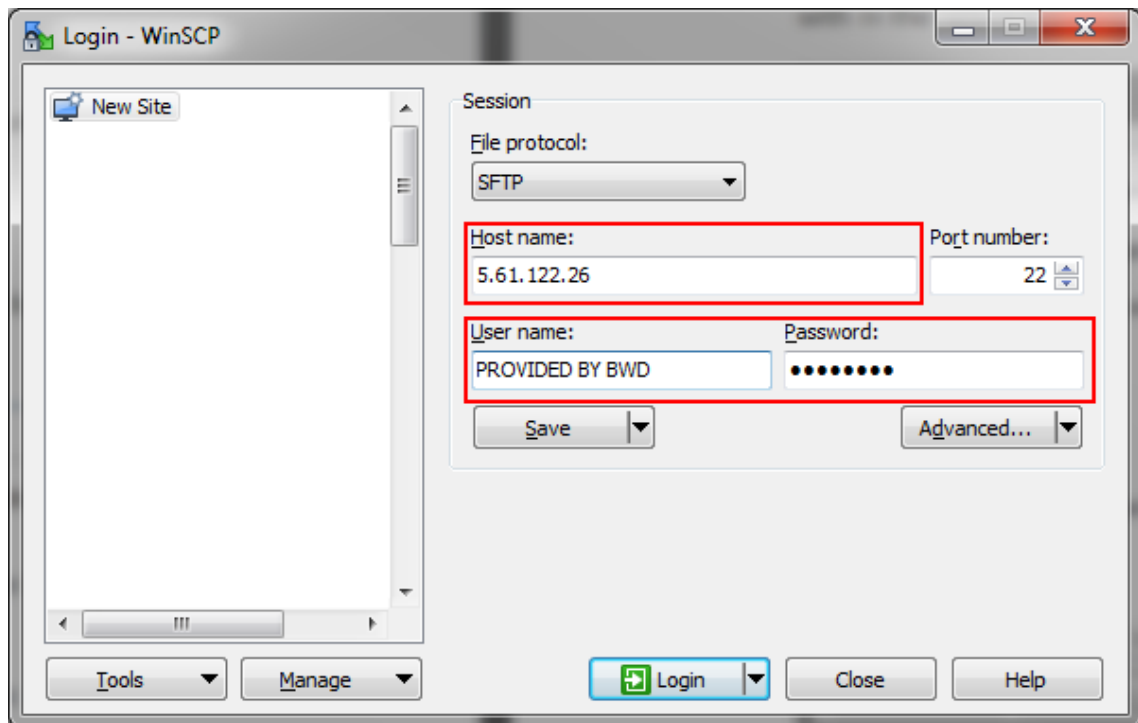 Login - WinSCP
New Site
Session
File protocol:
SFTP
Host name:
Port number:
5.61.122.26
22
User name:
Password:
PROVIDED BY BWD
••••••••
Save
Advanced...
Tools
Manage
Login
Close
Help